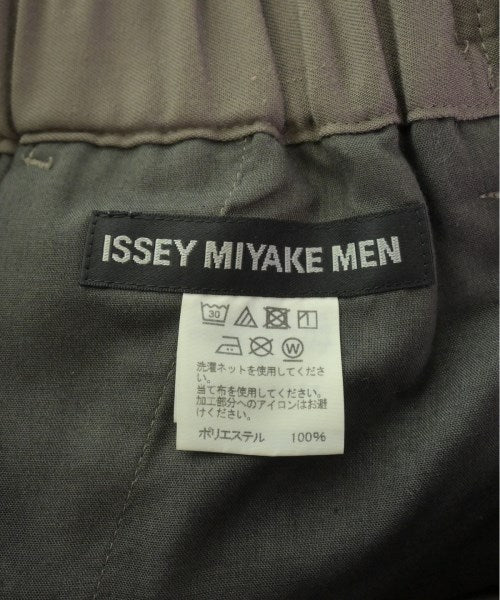 ISSEY MIYAKE MEN
30
W
洗濯ネットを使用してくださ
い。
当て布を使用してください。
加工部分へのアイロンはお避
けください。
ポリエステル 100%